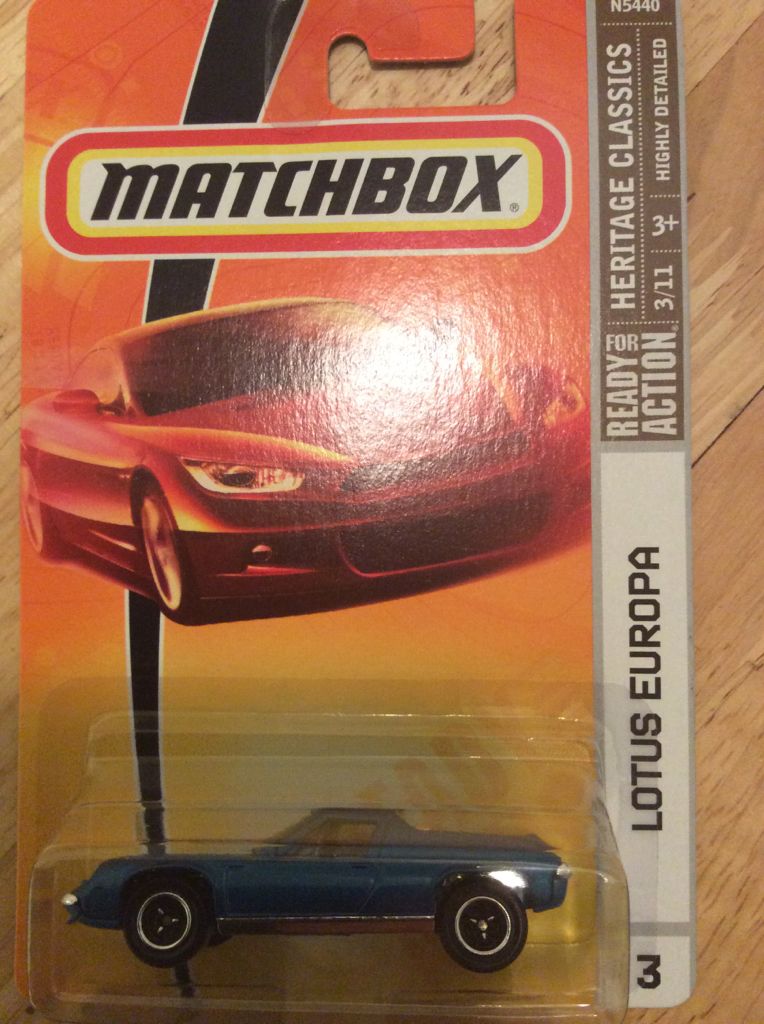 N5440
MATCHBOX®
HERITAGE CLASSICS
HIGHLY DETAILED
3/11
3+
READY FOR
ACTION®
LOTUS EUROPA
3